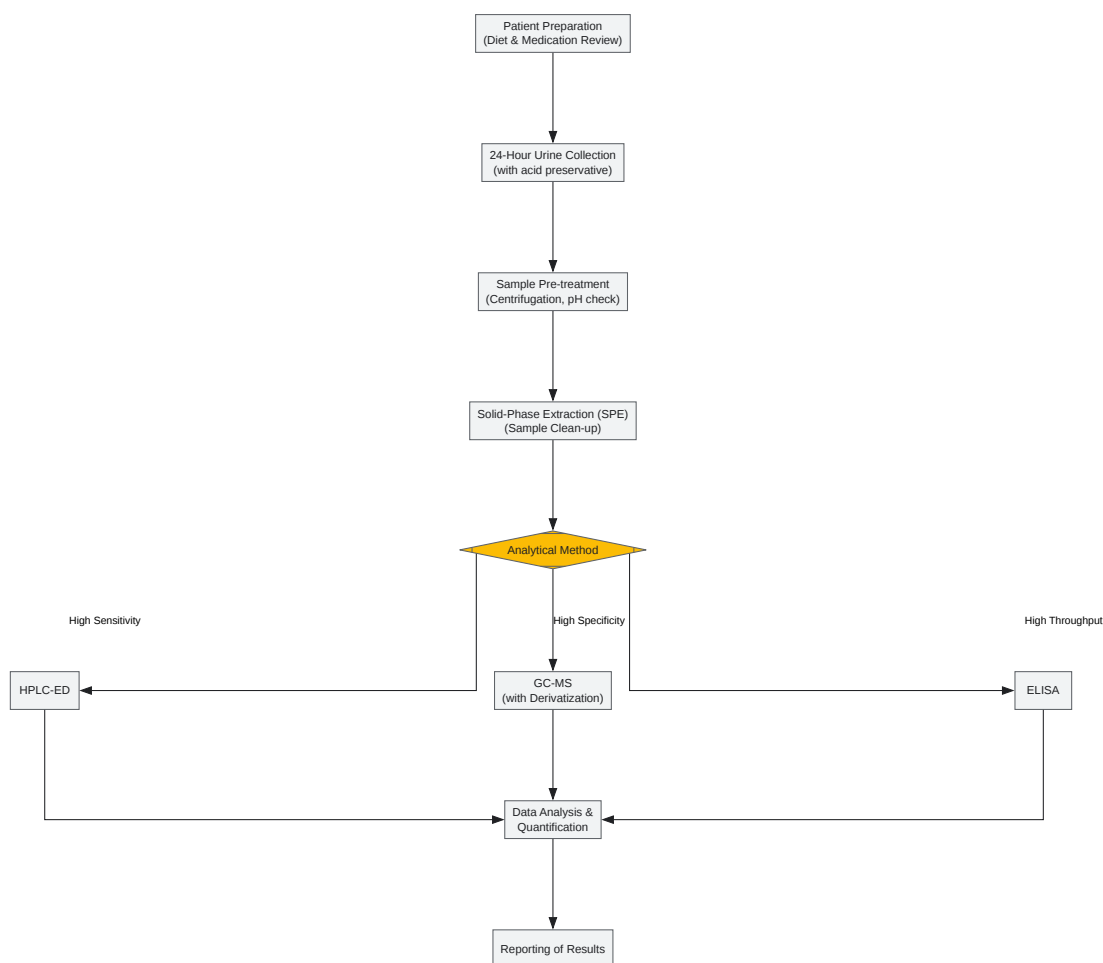 Patient Preparation
(Diet & Medication Review)
24-Hour Urine Collection
(with acid preservative)
Sample Pre-treatment
(Centrifugation, pH check)
Solid-Phase Extraction (SPE)
(Sample Clean-up)
Analytical Method
High Sensitivity
High Specificity
High Throughput
HPLC-ED
GC-MS
(with Derivatization)
ELISA
Data Analysis &
Quantification
Reporting of Results